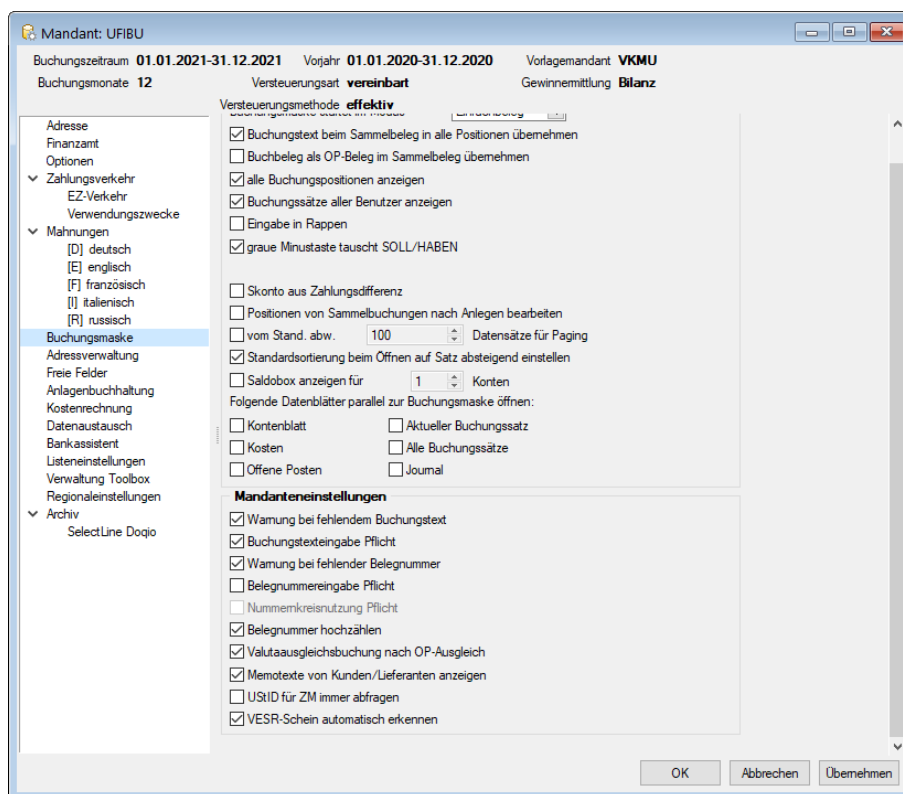 Mandant: UFIBU
Buchungszeitraum 01.01.2021-31.12.2021 Vorjahr 01.01.2020-31.12.2020 Vorlagemandant VKMU
Buchungsmonate 12 Versteuerungsart vereinbart Gewinnermittlung Bilanz
Versteuerungsmethode effektiv
Adresse
Finanzamt
Optionen
Zahlungsverkehr
EZ-Verkehr
Verwendungszwecke
Mahnungen
[D] deutsch
[E] englisch
[F] französisch
[I] italienisch
[R] russisch
Buchungsmaske
Adressverwaltung
Freie Felder
Anlagenbuchhaltung
Kostenrechnung
Datenaustausch
Bankassistent
Listeneinstellungen
Verwaltung Toolbox
Regionaleinstellungen
Archiv
SelectLine Doqio
Buchungsmaske startet im Modus Einfachbeleg
Buchungstext beim Sammelbeleg in alle Positionen übernehmen
Buchbeleg als OP-Beleg im Sammelbeleg übernehmen
alle Buchungspositionen anzeigen
Buchungssätze aller Benutzer anzeigen
Eingabe in Rappen
graue Minustaste tauscht SOLL/HABEN
Skonto aus Zahlungsdifferenz
Positionen von Sammelbuchungen nach Anlegen bearbeiten
vom Stand. abw. 100 Datensätze für Paging
Standardsortierung beim Öffnen auf Satz absteigend einstellen
Saldobox anzeigen für 1 Konten
Folgende Datenblätter parallel zur Buchungsmaske öffnen:
Kontenblatt Aktueller Buchungssatz
Kosten Alle Buchungssätze
Offene Posten Journal
Mandanteneinstellungen
Warnung bei fehlendem Buchungstext
Buchungstexteingabe Pflicht
Warnung bei fehlender Belegnummer
Belegnummereingabe Pflicht
Nummernkreisnutzung Pflicht
Belegnummer hochzählen
Valutaausgleichsbuchung nach OP-Ausgleich
Memotexte von Kunden/Lieferanten anzeigen
UStID für ZM immer abfragen
VESR-Schein automatisch erkennen
OK Abbrechen Übernehmen